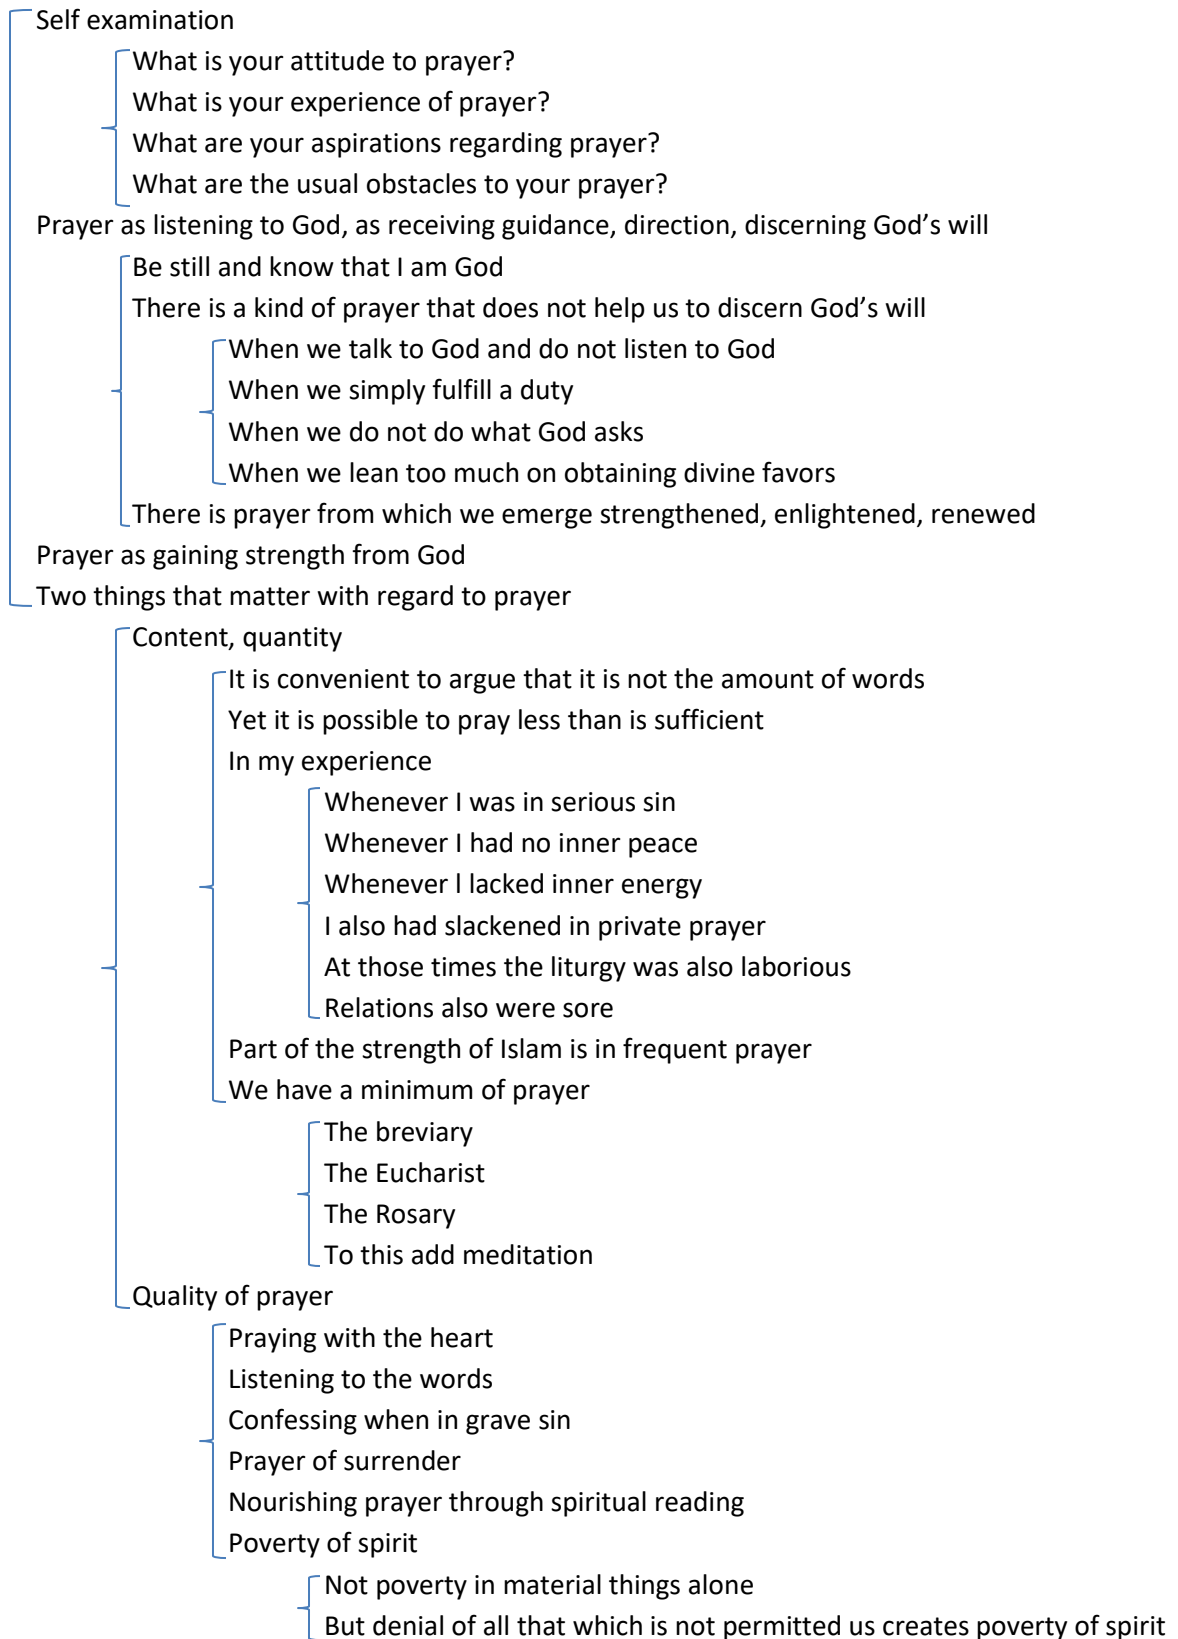 Self examination
What is your attitude to prayer?
What is your experience of prayer?
What are your aspirations regarding prayer?
What are the usual obstacles to your prayer?
Prayer as listening to God, as receiving guidance, direction, discerning God’s will
Be still and know that I am God
There is a kind of prayer that does not help us to discern God’s will
When we talk to God and do not listen to God
When we simply fulfill a duty
When we do not do what God asks
When we lean too much on obtaining divine favors
There is prayer from which we emerge strengthened, enlightened, renewed
Prayer as gaining strength from God
Two things that matter with regard to prayer
Content, quantity
It is convenient to argue that it is not the amount of words
Yet it is possible to pray less than is sufficient
In my experience
Whenever I was in serious sin
Whenever I had no inner peace
Whenever l lacked inner energy
I also had slackened in private prayer
At those times the liturgy was also laborious
Relations also were sore
Part of the strength of Islam is in frequent prayer
We have a minimum of prayer
The breviary
The Eucharist
The Rosary
To this add meditation
Quality of prayer
Praying with the heart
Listening to the words
Confessing when in grave sin
Prayer of surrender
Nourishing prayer through spiritual reading
Poverty of spirit
Not poverty in material things alone
But denial of all that which is not permitted us creates poverty of spirit